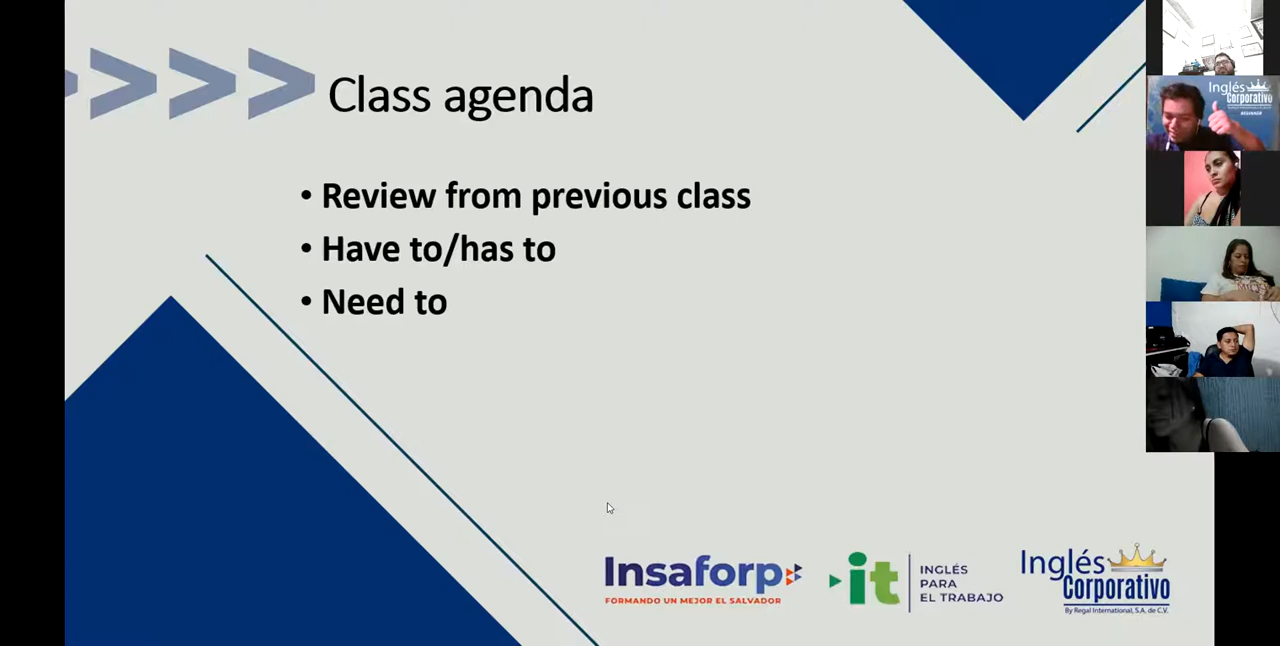 Class agenda
• Review from previous class
• Have to/has to
• Need to
Insaforp
FORMANDO UN MEJOR EL SALVADOR
it
INGLÉS
PARA
EL TRABAJO
Inglés
Corporativo
By Regal International, S.A. de C.V.
Inglés
Corporativo